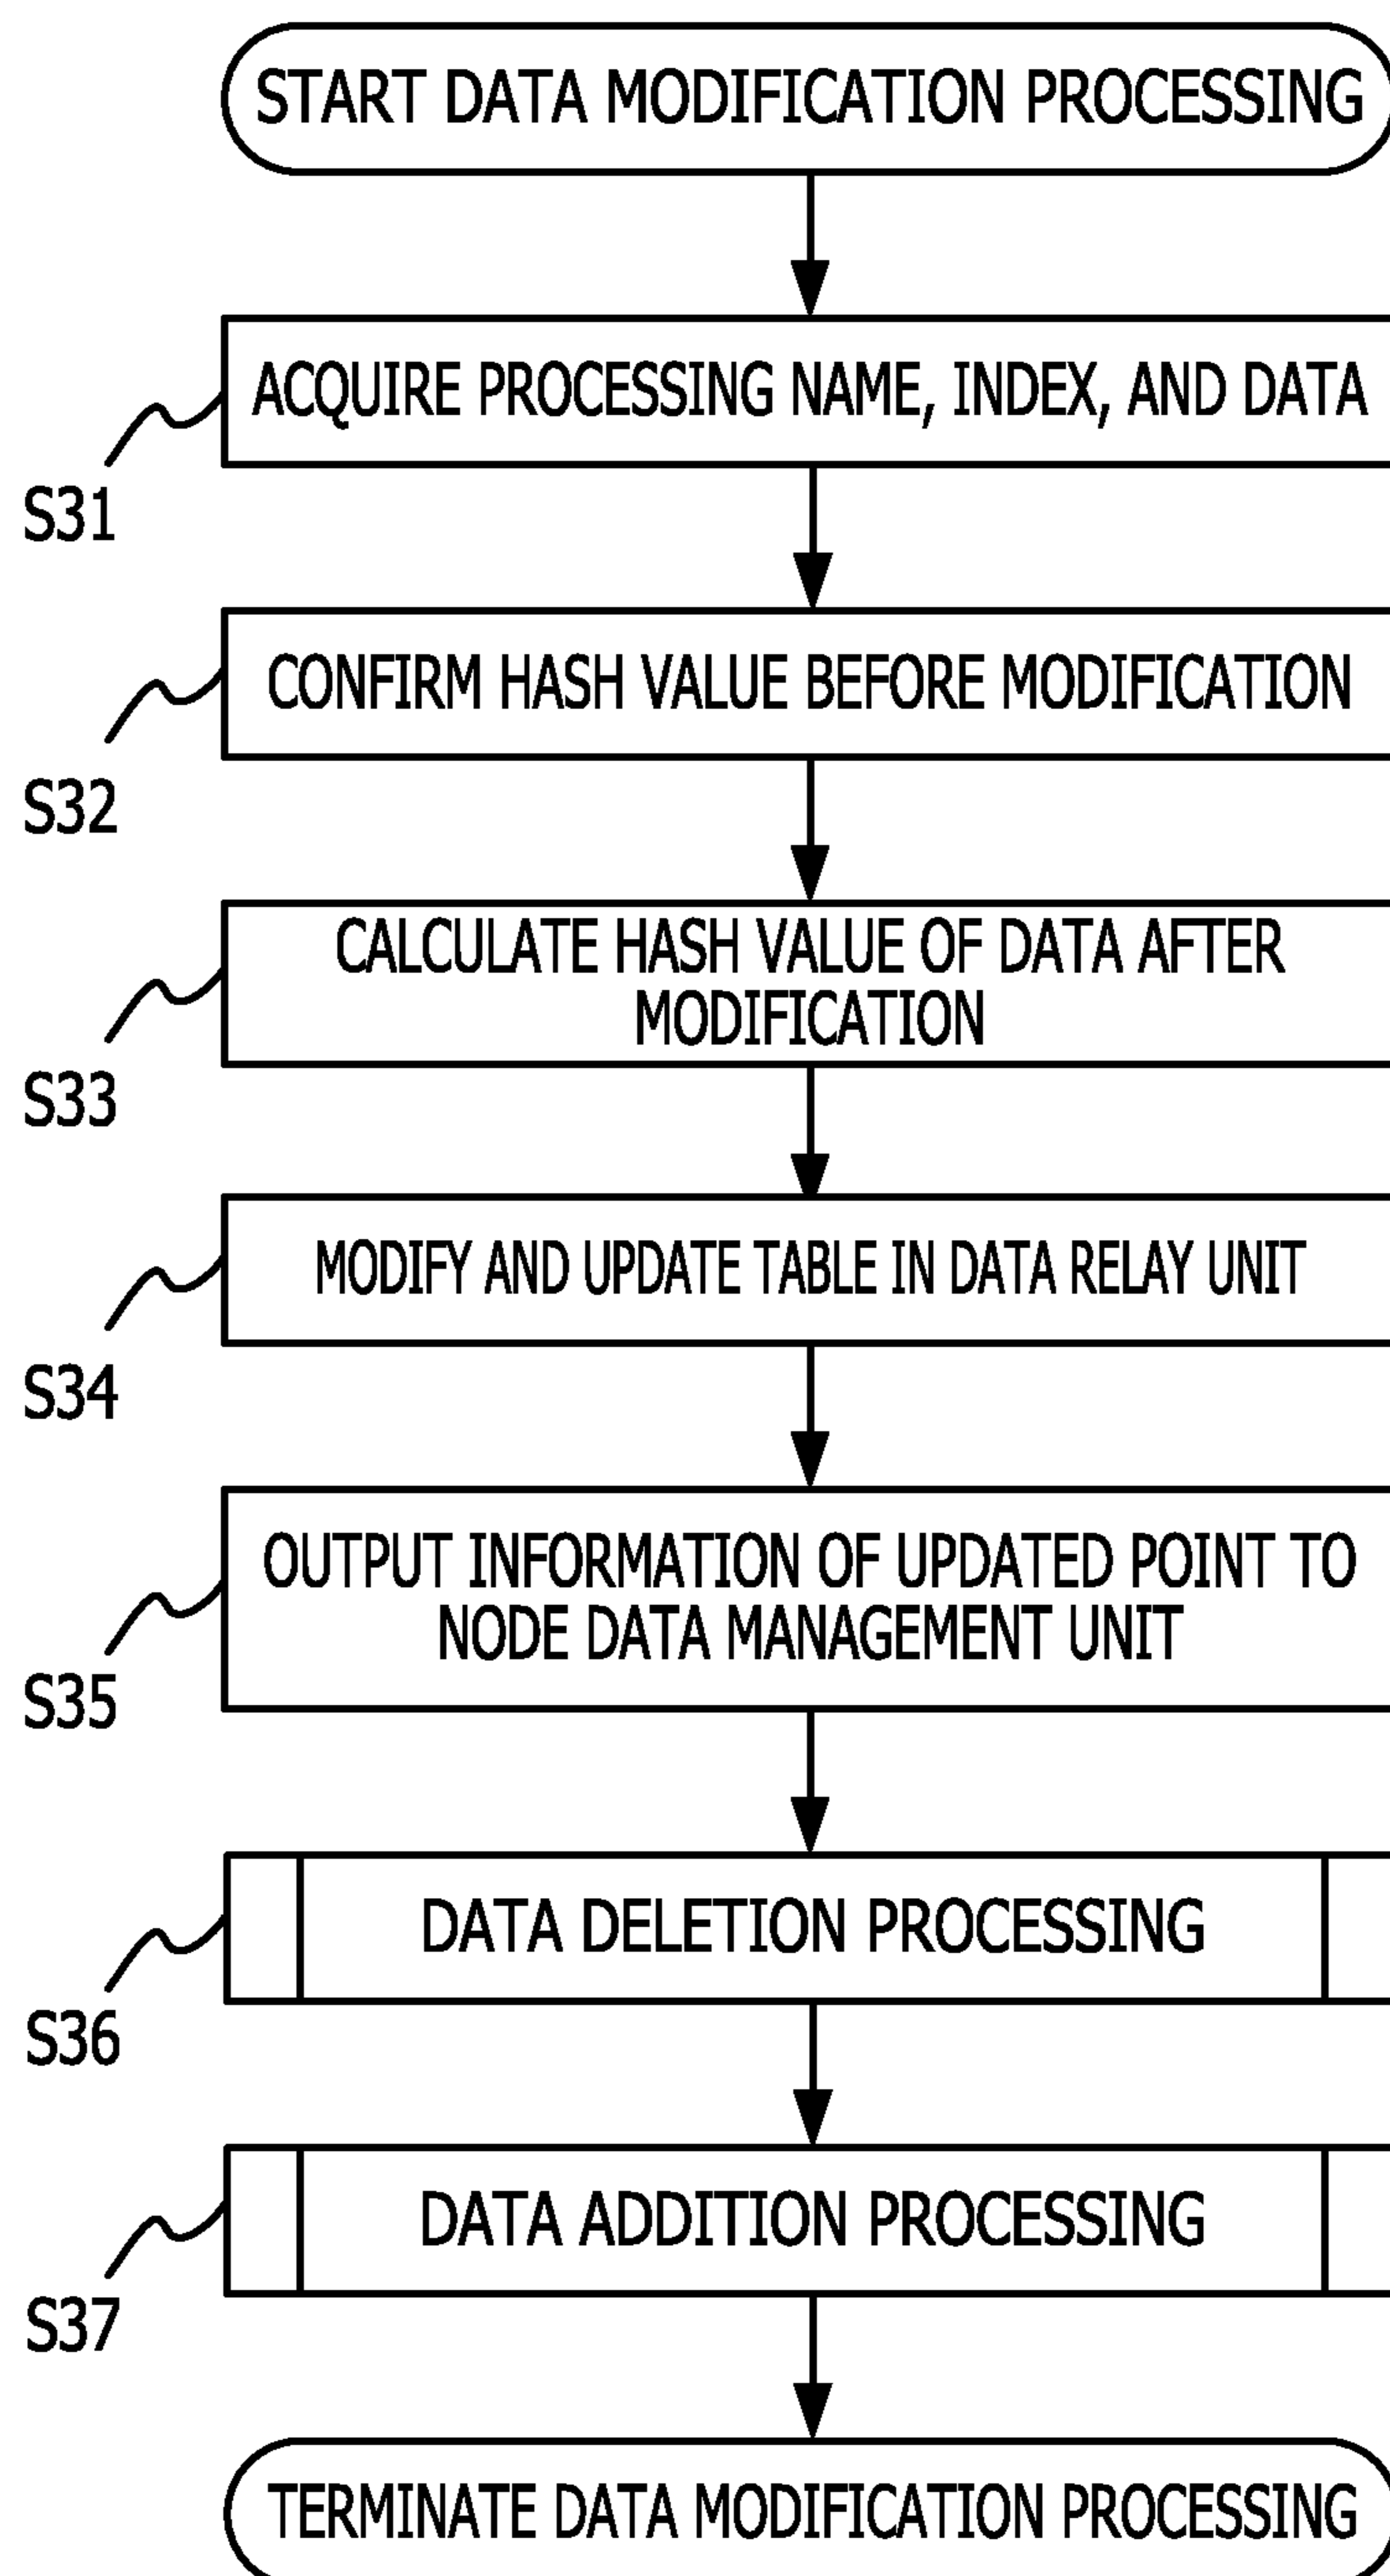 START DATA MODIFICATION PROCESSING
ACQUIRE PROCESSING NAME, INDEX, AND DATA
S31
CONFIRM HASH VALUE BEFORE MODIFICATION
S32
CALCULATE HASH VALUE OF DATA AFTER
MODIFICATION
S33
MODIFY AND UPDATE TABLE IN DATA RELAY UNIT
S34
OUTPUT INFORMATION OF UPDATED POINT TO
NODE DATA MANAGEMENT UNIT
S35
DATA DELETION PROCESSING
S36
DATA ADDITION PROCESSING
S37
TERMINATE DATA MODIFICATION PROCESSING